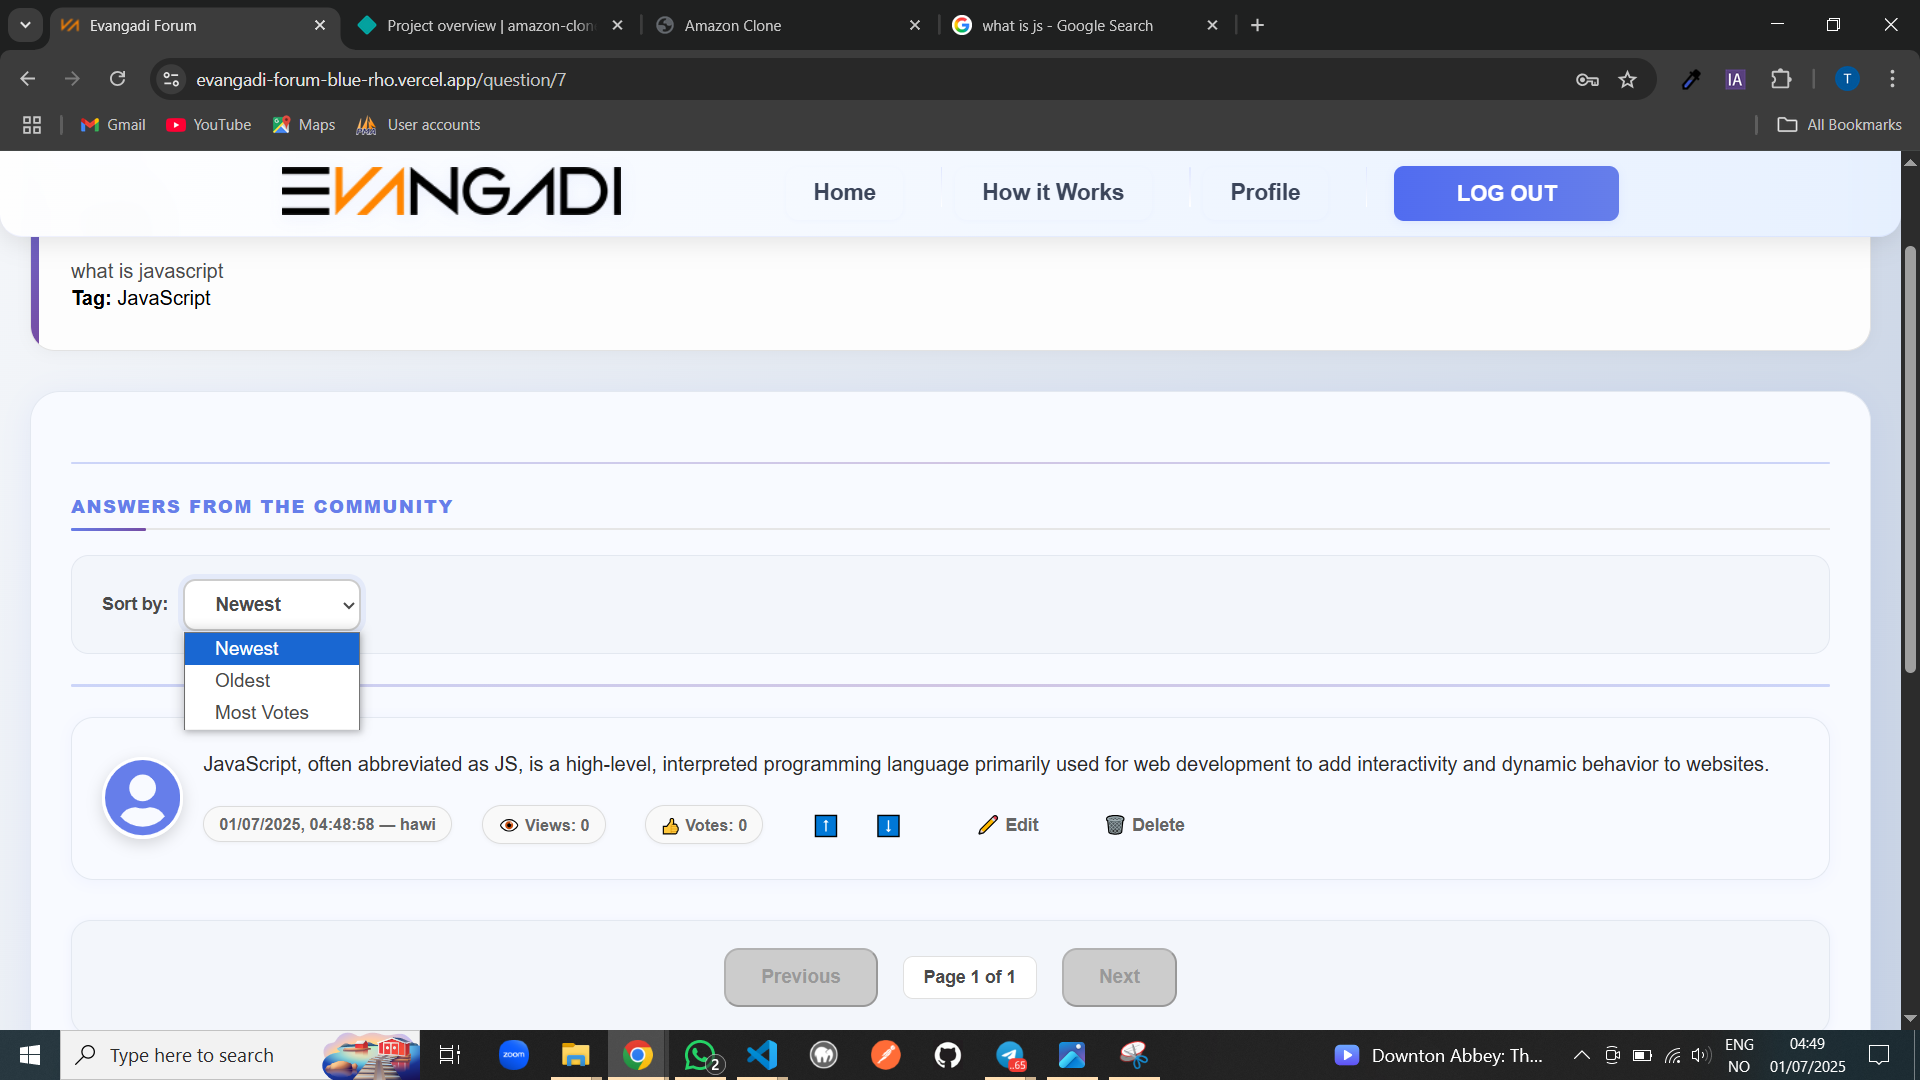 Evangadi Forum
Project overview | amazon-clon
Amazon Clone
what is js - Google Search
evangadi-forum-blue-rho.vercel.app/question/7
IA
T
Gmail
YouTube
Maps
User accounts
All Bookmarks
EVANGADI
Home
How it Works
Profile
LOG OUT
what is javascript
Tag: JavaScript
ANSWERS FROM THE COMMUNITY
Sort by:
Newest
Newest
Oldest
Most Votes
JavaScript, often abbreviated as JS, is a high-level, interpreted programming language primarily used for web development to add interactivity and dynamic behavior to websites.
01/07/2025, 04:48:58 — hawi
Views: 0
Votes: 0
Edit
Delete
Previous
Page 1 of 1
Next
Type here to search
zoom
2
..65
Downton Abbey: Th...
ENG
NO
04:49
01/07/2025